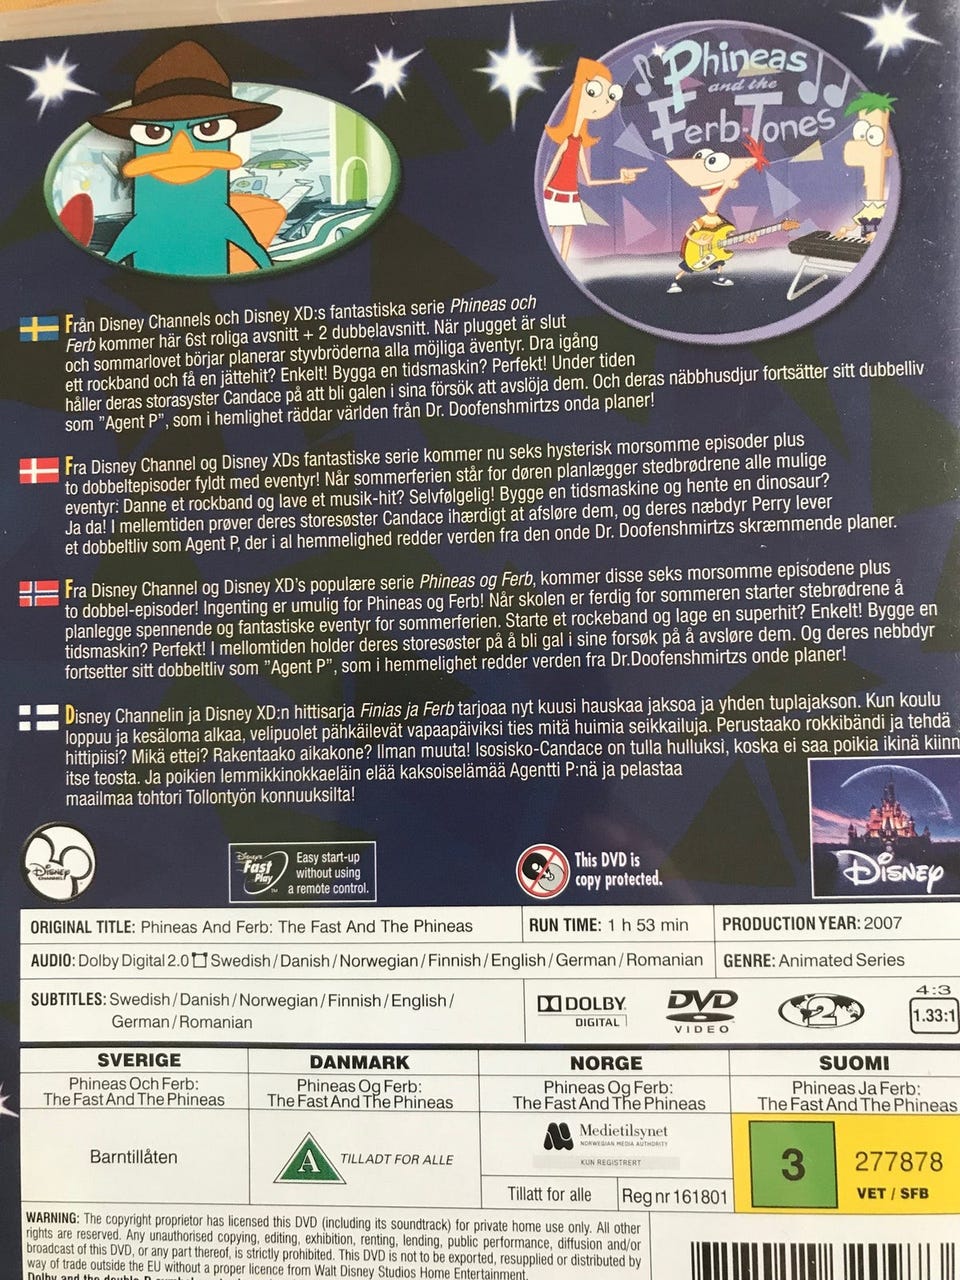 Phineas
and the
Ferb-Tones
Från Disney Channels och Disney XD:s fantastiska serie Phineas och
Ferb kommer här 6st roliga avsnitt + 2 dubbelavsnitt. När plugget är slut
och sommarlovet börjar planerar styvbröderna alla möjliga äventyr. Dra igång
ett rockband och få en jättehit? Enkelt! Bygga en tidsmaskin? Perfekt! Under tiden
håller deras storasyster Candace på att bli galen i sina försök att avslöja dem. Och deras näbbhusdjur fortsätter sitt dubbelliv
som ”Agent P”, som i hemlighet räddar världen från Dr. Doofenshmirtzs onda planer!
Fra Disney Channel og Disney XDs fantastiske serie kommer nu seks hysterisk morsomme episoder plus
to dobbeltepisoder fyldt med eventyr! Når sommerferien står for døren planlægger stedbrødrene alle mulige
eventyr: Danne et rockband og lave et musik-hit? Selvfølgelig! Bygge en tidsmaskine og hente en dinosaur?
Ja da! I mellemtiden prøver deres storesøster Candace ihærdigt at afsløre dem, og deres næbdyr Perry lever
et dobbeltliv som Agent P, der i al hemmelighed redder verden fra den onde Dr. Doofenshmirtzs skræmmende planer.
Fra Disney Channel og Disney XD’s populære serie Phineas og Ferb, kommer disse seks morsomme episodene plus
to dobbel-episoder! Ingenting er umulig for Phineas og Ferb! Når skolen er ferdig for sommeren starter stebrødrene å
planlegge spennende og fantastiske eventyr for sommerferien. Starte et rockeband og lage en superhit? Enkelt! Bygge en
tidsmaskin? Perfekt! I mellomtiden holder deres storesøster på å bli gal i sine forsøk på å avsløre dem. Og deres nebbdyr
fortsetter sitt dobbeltliv som ”Agent P”, som i hemmelighet redder verden fra Dr.Doofenshmirtzs onde planer!
Disney Channelin ja Disney XD:n hittisarja Finias ja Ferb tarjoaa nyt kuusi hauskaa jaksoa ja yhden tuplajakson. Kun koulu
loppuu ja kesäloma alkaa, velipuolet pähkäilevät vapaapäiviksi ties mitä huimia seikkailuja. Perustaako rokkibändi ja tehdä
hittipiisi? Mikä ettei? Rakentaako aikakone? Ilman muuta! Isosisko-Candace on tulla hulluksi, koska ei saa poikia ikinä kiinn
itse teosta. Ja poikien lemmikkinokkaeläin elää kaksoiselämää Agentti P:nä ja pelastaa
maailmaa tohtori Tollontyön konnuuksilta!
Disney
CHANNEL
Disney's
Fast
Play
TM
Easy start-up
without using
a remote control.
This DVD is
copy protected.
Disney
ORIGINAL TITLE: Phineas And Ferb: The Fast And The Phineas
RUN TIME: 1 h 53 min
PRODUCTION YEAR: 2007
AUDIO: Dolby Digital 2.0 Swedish / Danish / Norwegian / Finnish / English / German / Romanian
GENRE: Animated Series
SUBTITLES: Swedish / Danish / Norwegian / Finnish / English /
German / Romanian
DOLBY
DIGITAL
DVD
VIDEO
2
4:3
1.33:1
SVERIGE
DANMARK
NORGE
SUOMI
Phineas Och Ferb:
The Fast And The Phineas
Phineas Og Ferb:
The Fast And The Phineas
Phineas Og Ferb:
The Fast And The Phineas
Phineas Ja Ferb:
The Fast And The Phineas
Barntillåten
A
TILLADT FOR ALLE
Medietilsynet
NORWEGIAN MEDIA AUTHORITY
KUN REGISTRERT
Tillatt for alle
Reg nr 161801
3
277878
VET / SFB
WARNING: The copyright proprietor has licensed this DVD (including its soundtrack) for private home use only. All other
rights are reserved. Any unauthorised copying, editing, exhibition, renting, lending, public performance, diffusion and/or
broadcast of this DVD, or any part thereof, is strictly prohibited. This DVD is not to be exported, resupplied or distributed by
way of trade outside the EU without a proper licence from Walt Disney Studios Home Entertainment.
Dolby and the double-D symbol